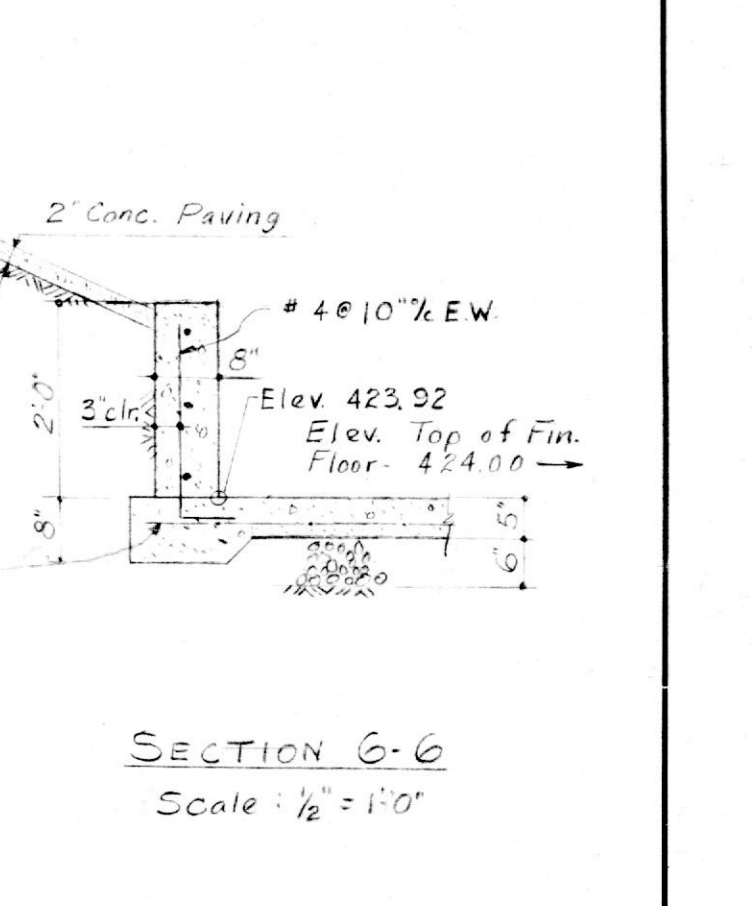 2" Conc. Paving
# 4 @ 10" o/c E.W.
8"
2'-0"
3" clr.
Elev. 423.92
Elev. Top of Fin.
Floor - 424.00
8"
5"
6"
SECTION 6-6
Scale : 1/2" = 1'-0"